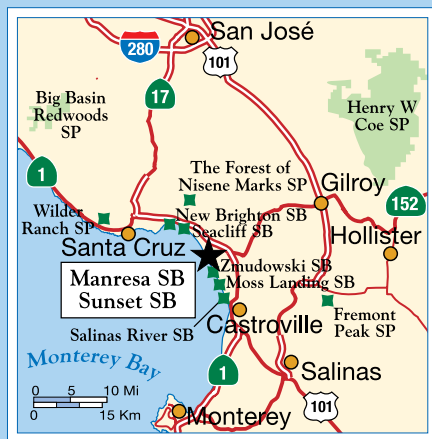 San José
280
101
17
Big Basin
Redwoods
SP
Henry W
Coe SP
1
The Forest of
Nisene Marks SP
Gilroy
152
Wilder
Ranch SP
New Brighton SB
Seacliff SB
Santa Cruz
Hollister
Manresa SB
Sunset SB
Zmudowski SB
Moss Landing SB
Salinas River SB
Castroville
Fremont
Peak SP
Monterey Bay
1
Salinas
0 5 10 Mi
0 15 Km
Monterey
101